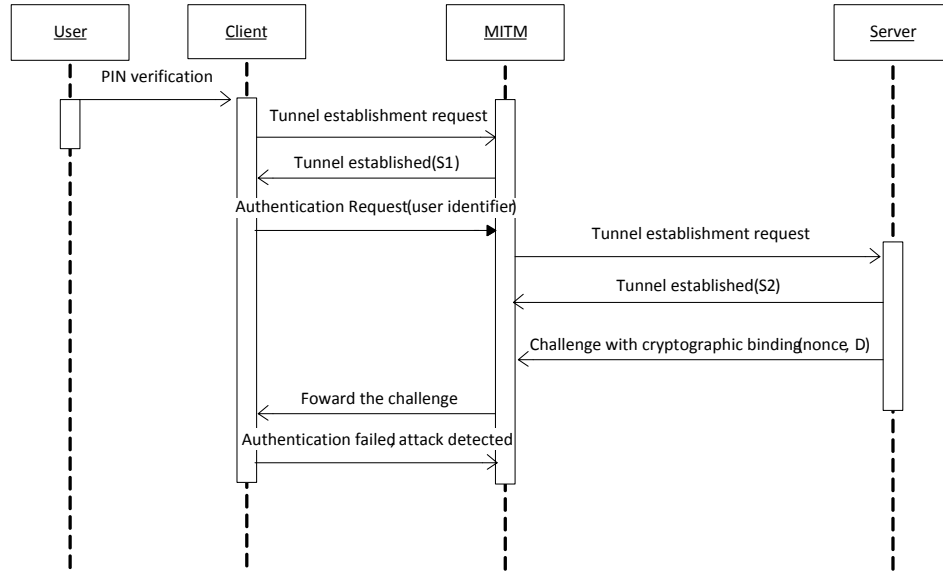 User
Client
MITM
Server
PIN verification
Tunnel establishment request
Tunnel established(S1)
Authentication Request(user identifier)
Tunnel establishment request
Tunnel established(S2)
Challenge with cryptographic binding(nonce, D)
Foward the challenge
Authentication failed, attack detected